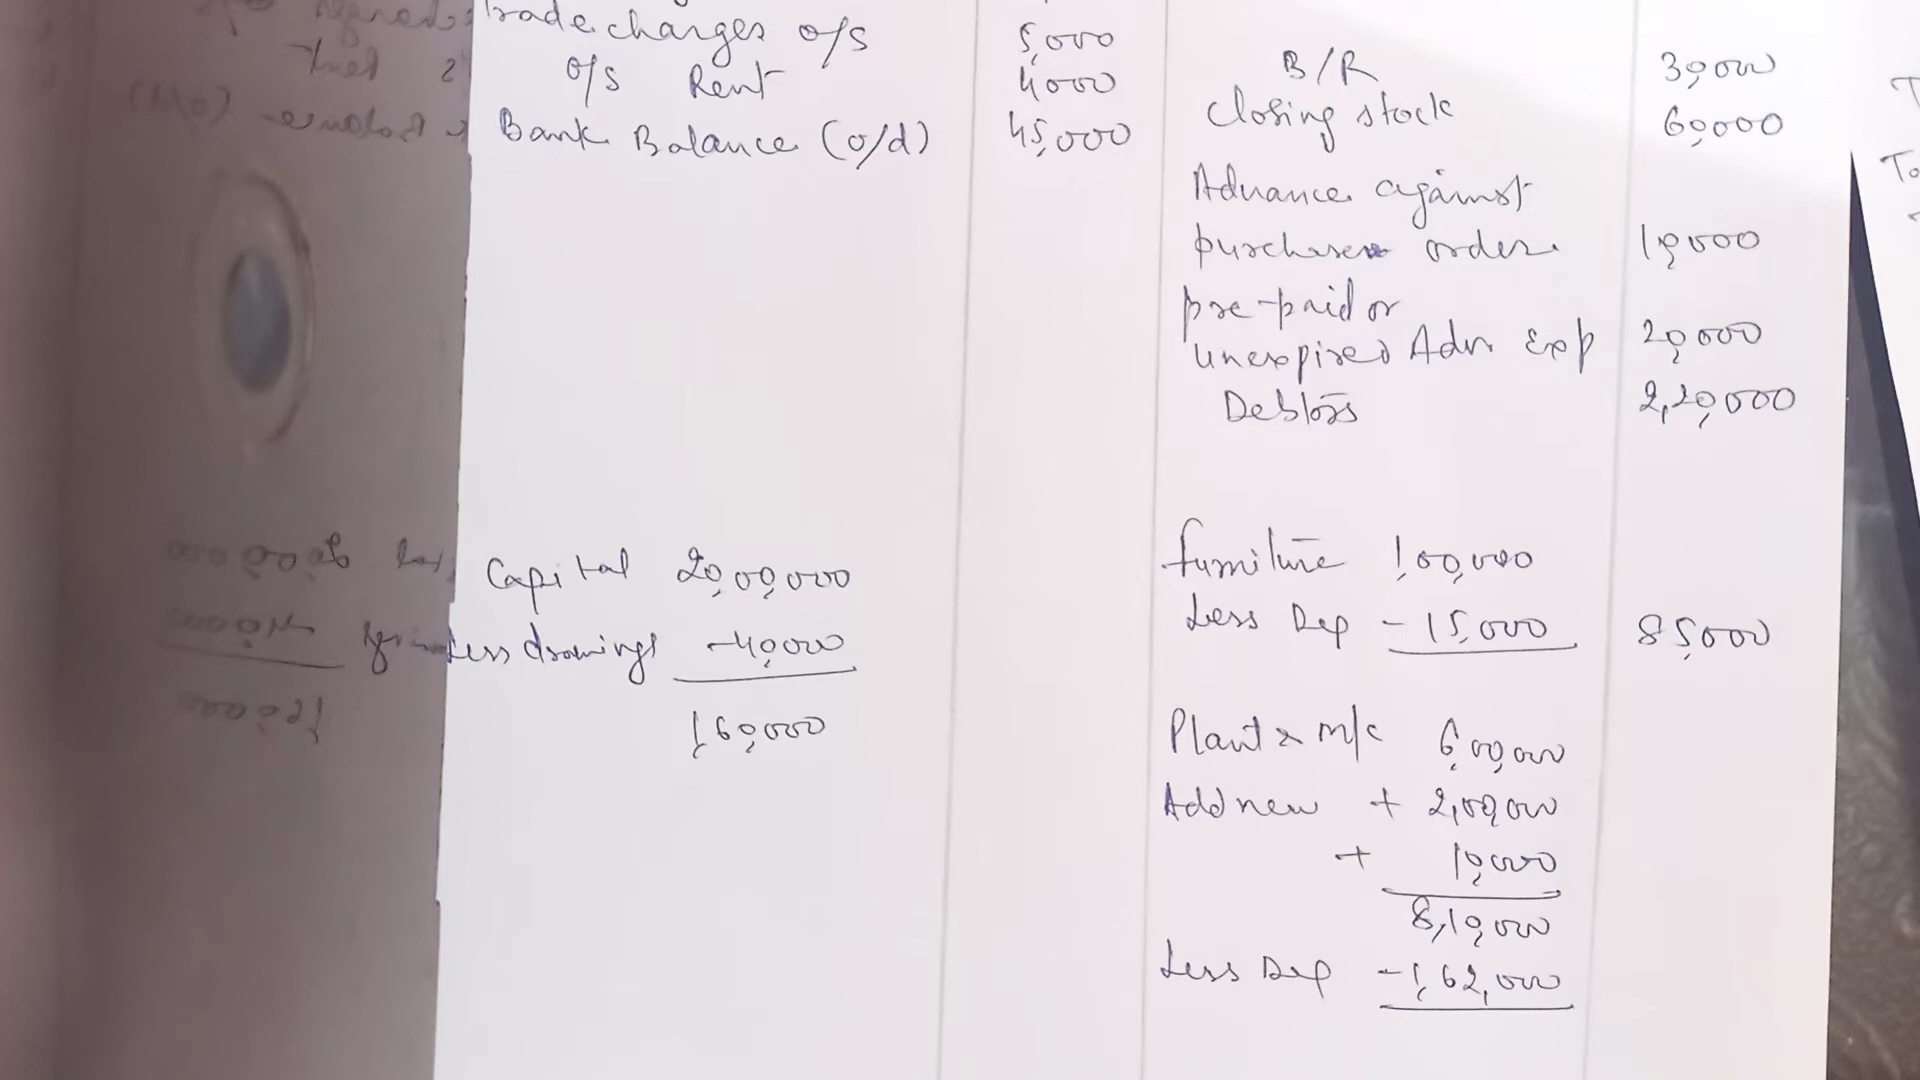 Trade charges o/s 5,000
o/s Rent 4000
Bank Balance (o/d) 45,000
Capital 20,00,000
Less drawings -40,000
1,60,000
B/R 30,000
Closing stock 60,000
Advance against
purchase order 10,000
pre-paid or
unexpired Adv. Exp 20,000
Debtors 2,20,000
Furniture 1,00,000
Less Dep -15,000 85,000
Plant & m/c 6,00,000
Add new + 2,00,000
+ 10,000
8,10,000
Less Dep -1,62,000